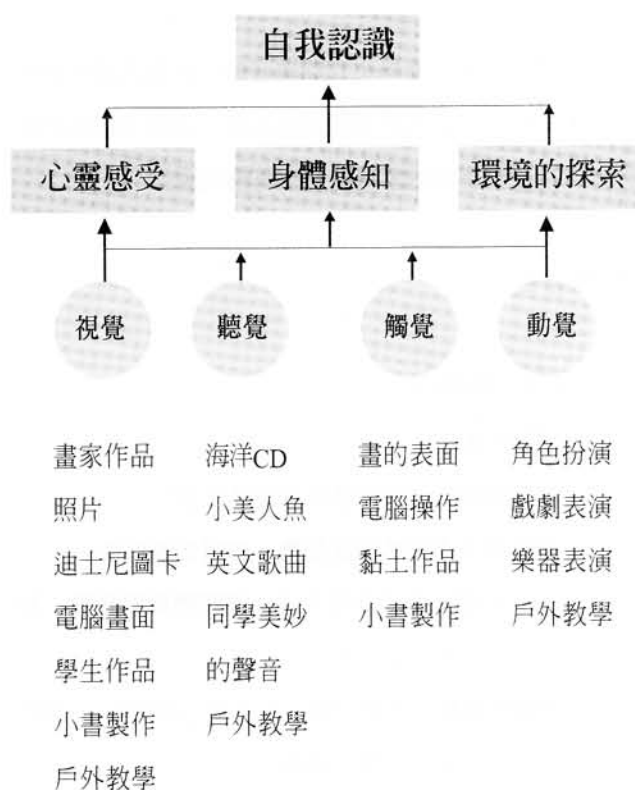 自我認識
心靈感受
身體感知
環境的探索
視覺
聽覺
觸覺
動覺
畫家作品
照片
迪士尼圖卡
電腦畫面
學生作品
小書製作
戶外教學
海洋CD
小美人魚
英文歌曲
同學美妙
的聲音
戶外教學
畫的表面
電腦操作
黏土作品
小書製作
角色扮演
戲劇表演
樂器表演
戶外教學